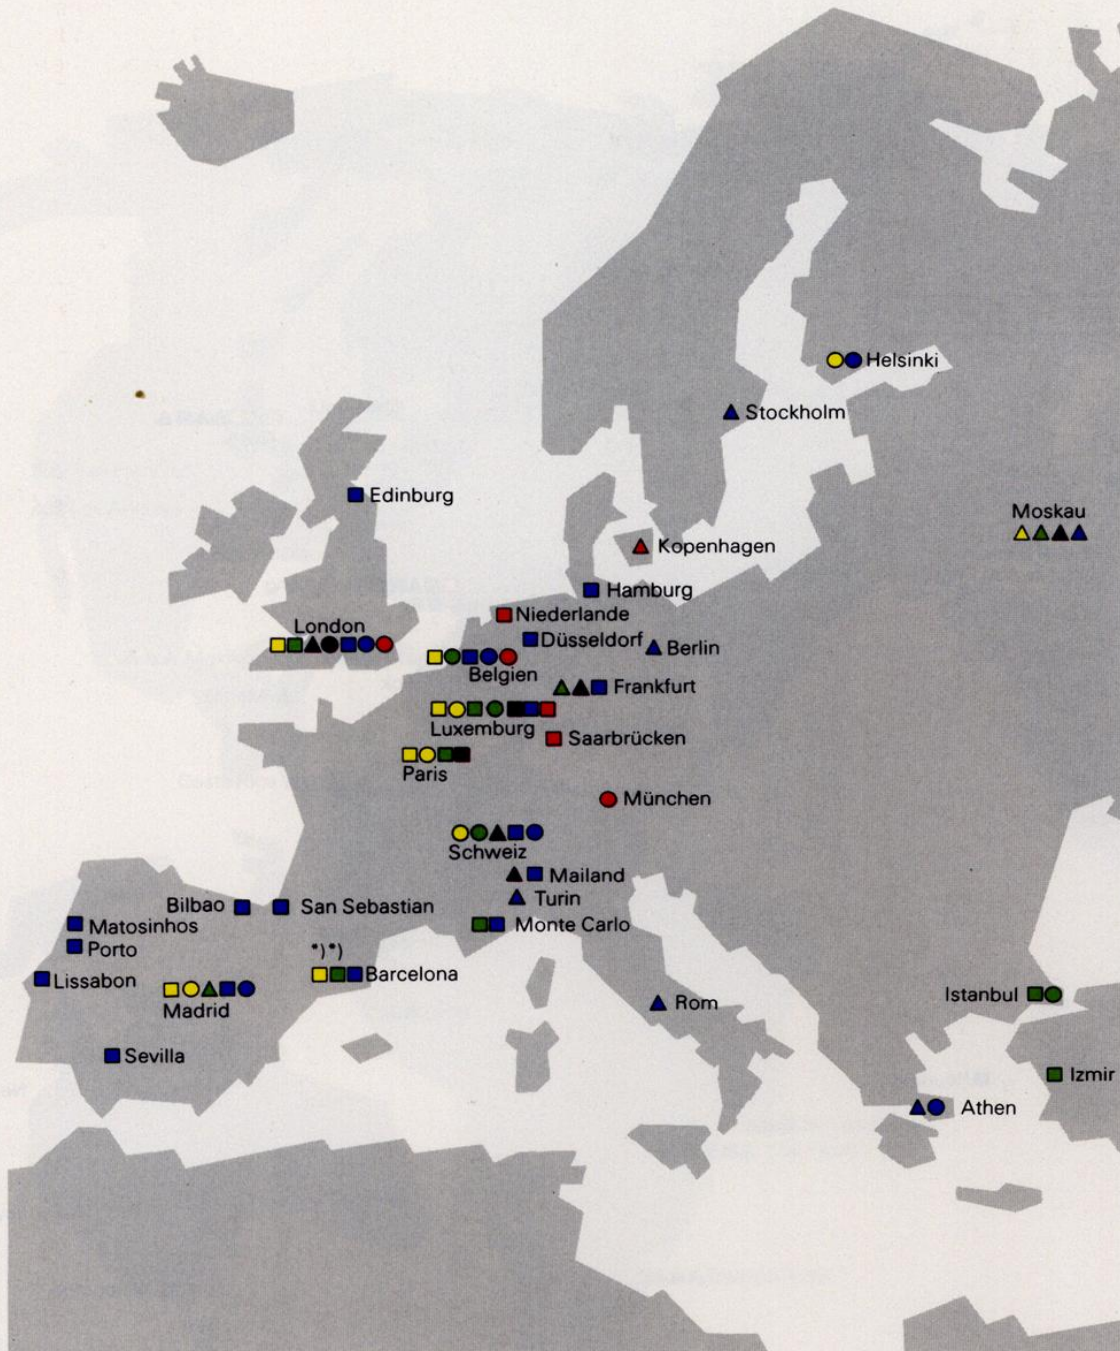 Helsinki
Stockholm
Edinburg
Moskau
Kopenhagen
Hamburg
Niederlande
London
Düsseldorf
Berlin
Belgien
Frankfurt
Luxemburg
Saarbrücken
Paris
München
Schweiz
Mailand
Turin
Bilbao
San Sebastian
Matosinhos
Monte Carlo
Porto
*) *)
Barcelona
Lissabon
Madrid
Rom
Istanbul
Sevilla
Izmir
Athen